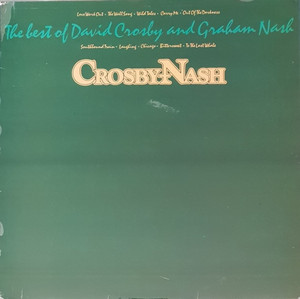 Love Work Out - The Wall Song - Wild Tales - Carry Me - Out Of The Darkness
The best of David Crosby and Graham Nash
Southbound Train - Laughing - Chicago - Bittersweet - To The Last Whale
CROSBY-NASH